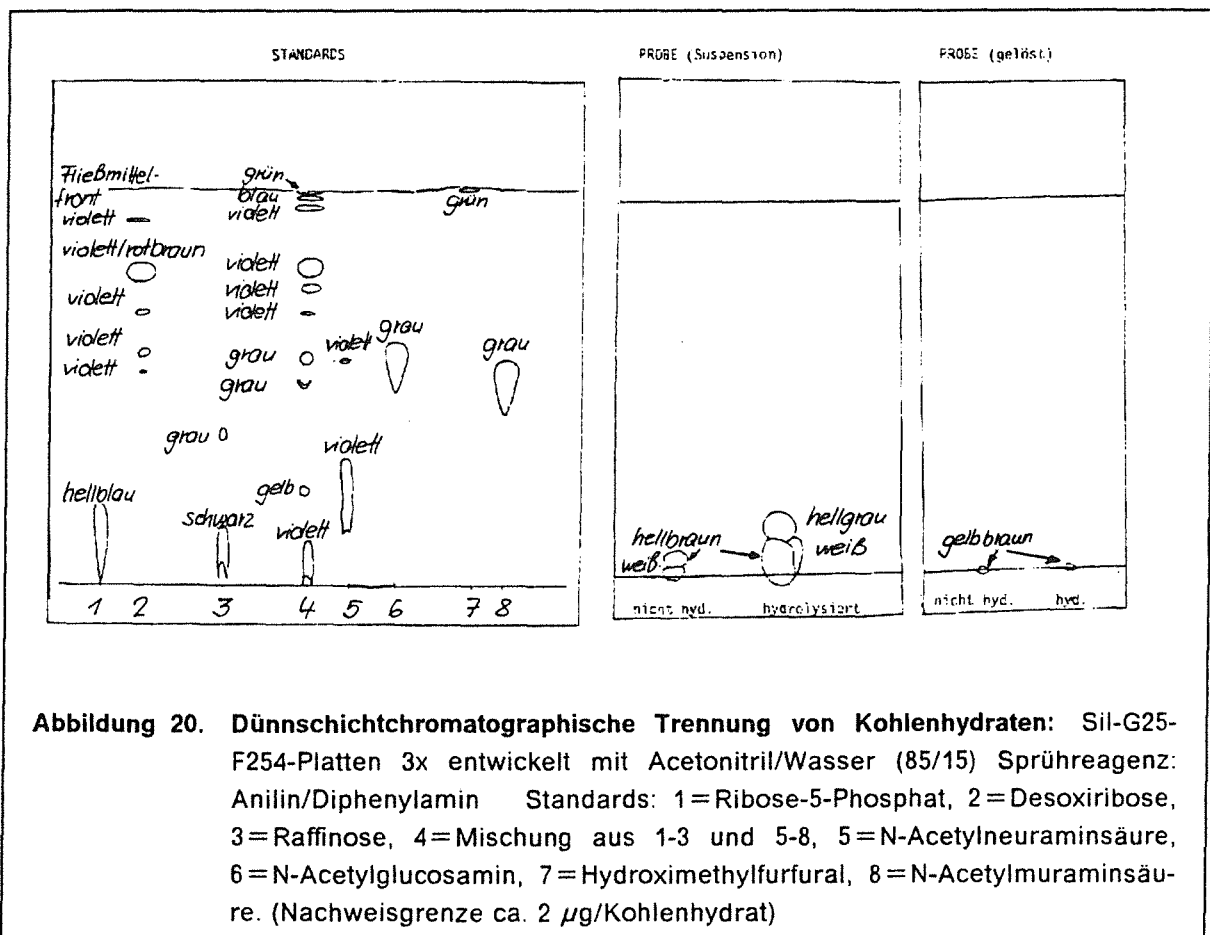 STANDARDS
PROBE (Suspension)
PROBE (gelöst)
Fließmittel-
front
violett
violett/rotbraun
violett
violett
violett
grün
blau
violett
violett
violett
violett
grau
grau
grün
violett
grau
grau
grau
violett
hellblau
schwarz
gelb
violett
1 2 3 4 5 6 7 8
hellbraun
weiß
hellgrau
weiß
nicht hyd.
hydrolysiert
gelbbraun
nicht hyd.
hyd.
Abbildung 20. Dünnschichtchromatographische Trennung von Kohlenhydraten: Sil-G25-
F254-Platten 3x entwickelt mit Acetonitril/Wasser (85/15) Sprühreagenz:
Anilin/Diphenylamin Standards: 1=Ribose-5-Phosphat, 2=Desoxiribose,
3=Raffinose, 4=Mischung aus 1-3 und 5-8, 5=N-Acetylneuraminsäure,
6=N-Acetylglucosamin, 7=Hydroximethylfurfural, 8=N-Acetylmuraminsäu-
re. (Nachweisgrenze ca. 2 µg/Kohlenhydrat)